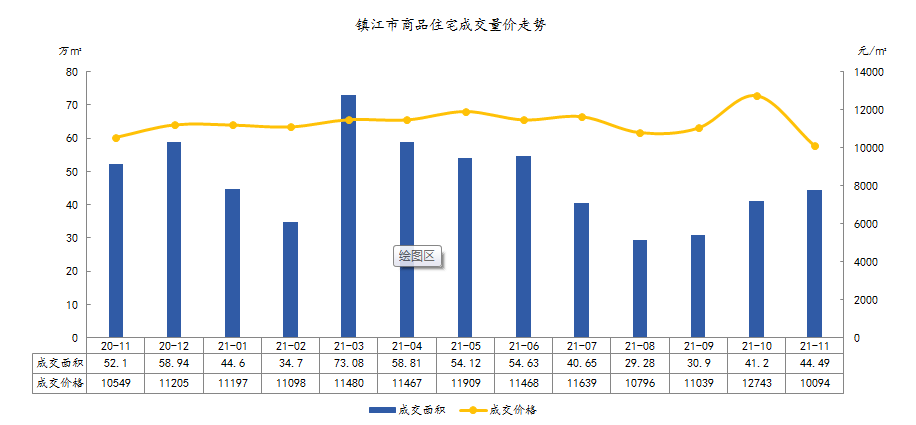 镇江市商品住宅成交量价走势
万㎡ 元/㎡
80 14000
70 12000
60 10000
50 8000
40 6000
30 4000
20 2000
10 0
0
绘图区
20-11 20-12 21-01 21-02 21-03 21-04 21-05 21-06 21-07 21-08 21-09 21-10 21-11
成交面积 52.1 58.94 44.6 34.7 73.08 58.81 54.12 54.63 40.65 29.28 30.9 41.2 44.49
成交价格 10549 11205 11197 11098 11480 11467 11909 11468 11639 10796 11039 12743 10094
成交面积 成交价格